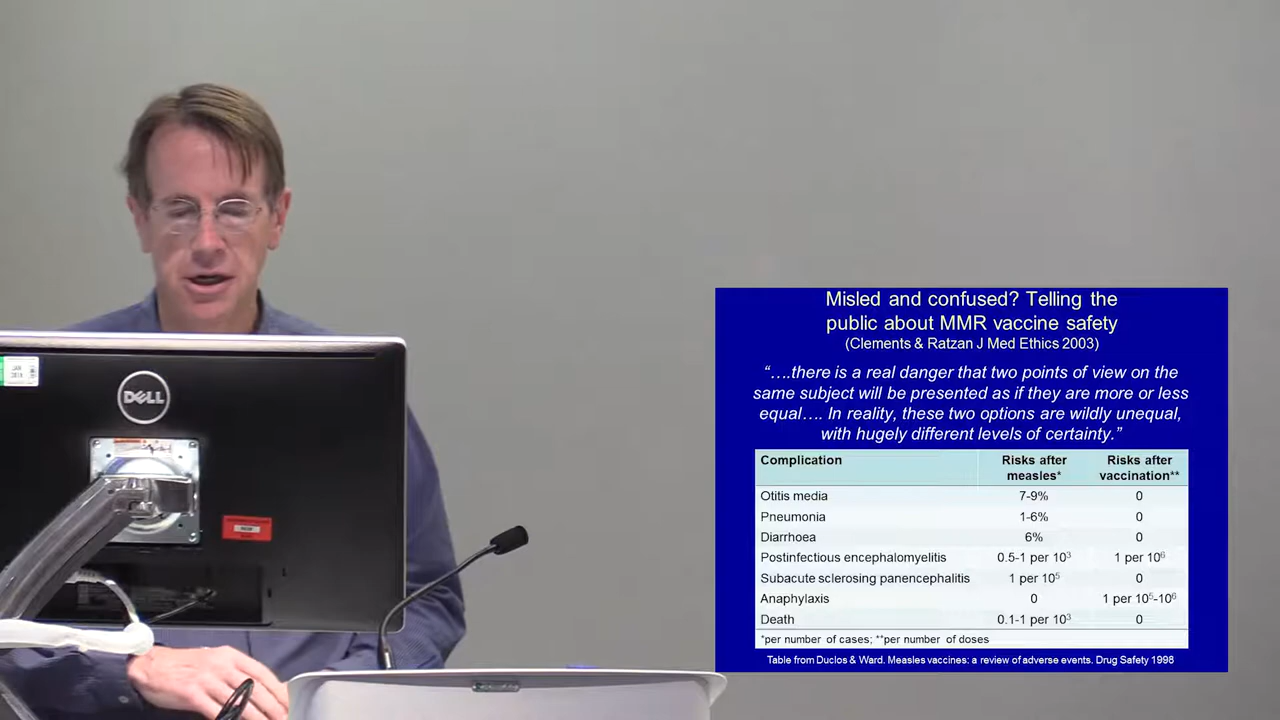 DELL
Misled and confused? Telling the
public about MMR vaccine safety
(Clements & Ratzan J Med Ethics 2003)
“….there is a real danger that two points of view on the
same subject will be presented as if they are more or less
equal…. In reality, these two options are wildly unequal,
with hugely different levels of certainty.”
Complication Risks after measles* Risks after vaccination**
Otitis media 7-9% 0
Pneumonia 1-6% 0
Diarrhoea 6% 0
Postinfectious encephalomyelitis 0.5-1 per 10³ 1 per 10⁶
Subacute sclerosing panencephalitis 1 per 10⁵ 0
Anaphylaxis 0 1 per 10⁵-10⁶
Death 0.1-1 per 10³ 0
*per number of cases; **per number of doses
Table from Duclos & Ward. Measles vaccines: a review of adverse events. Drug Safety 1998